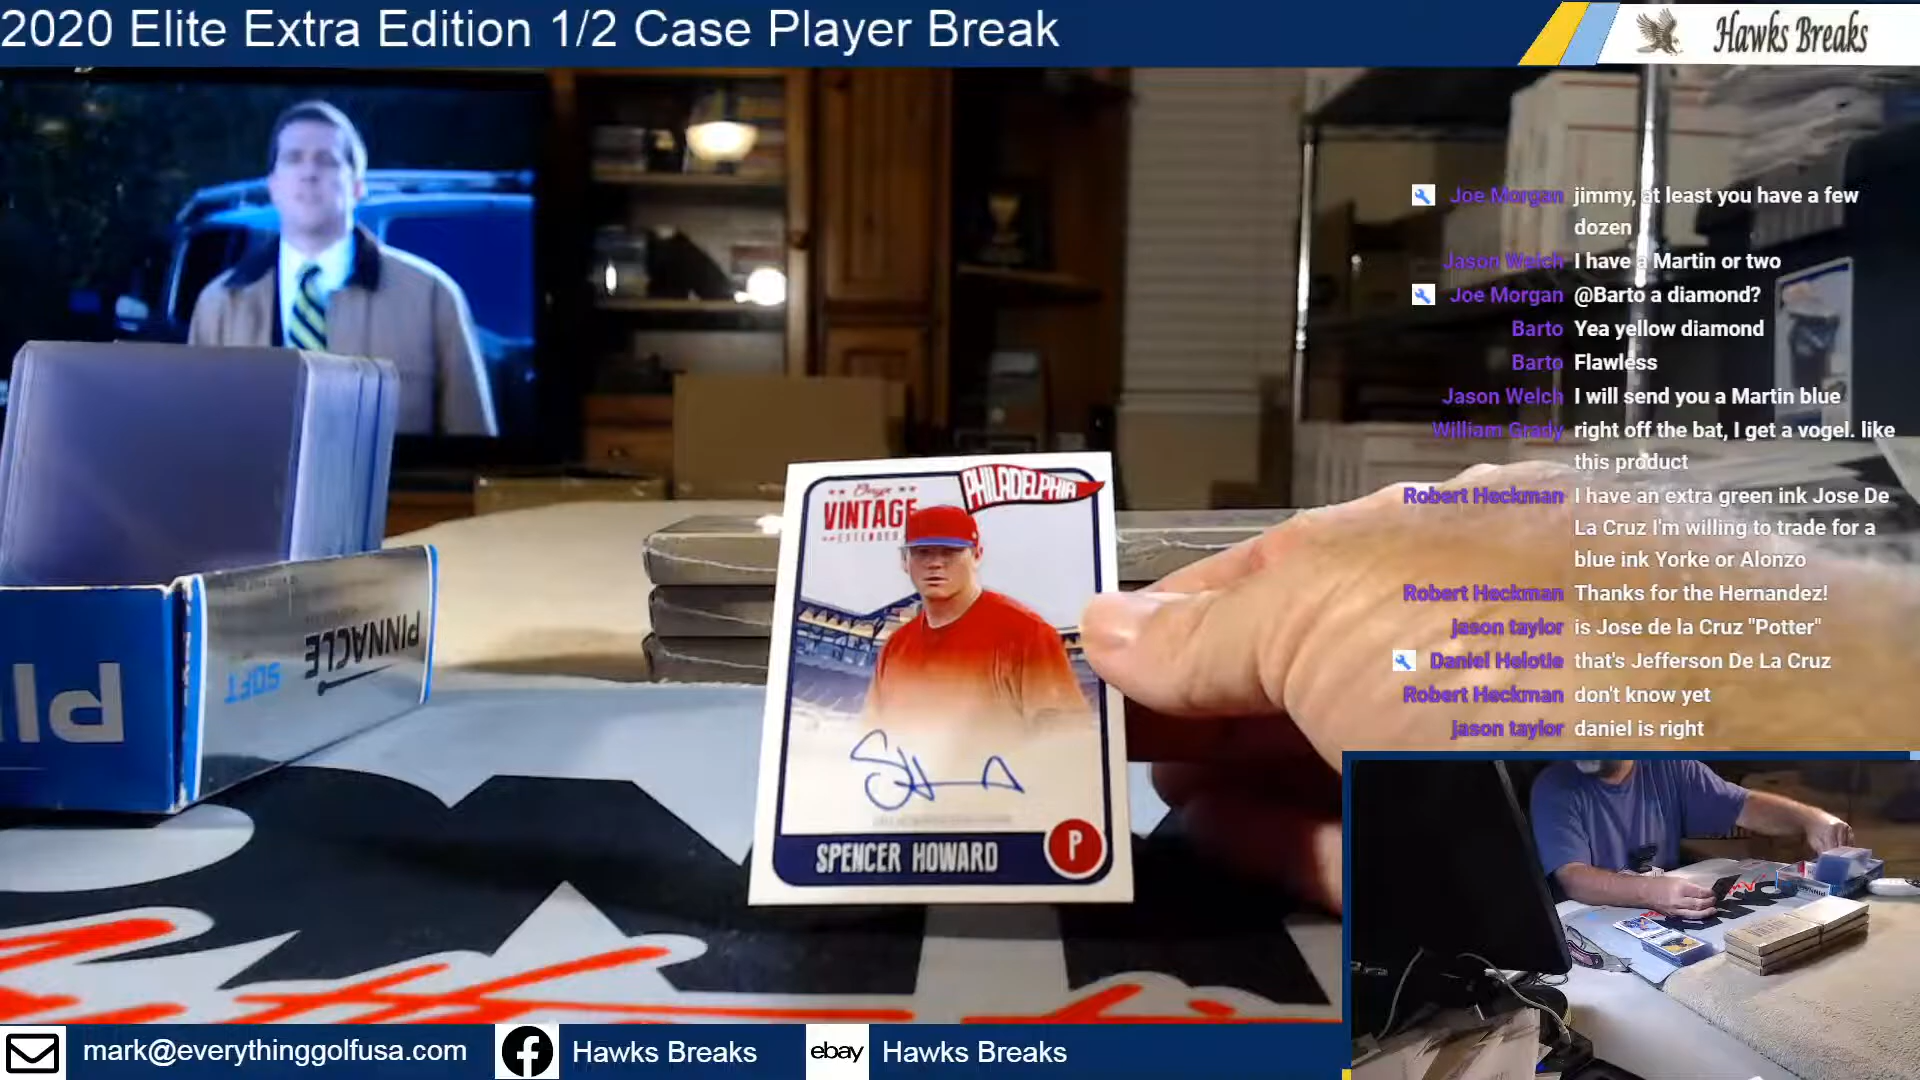 2020 Elite Extra Edition 1/2 Case Player Break
Hawks Breaks
Joe Morgan jimmy, at least you have a few
dozen
Jason Welch I have a Martin or two
Joe Morgan @Barto a diamond?
Barto Yea yellow diamond
Barto Flawless
Jason Welch I will send you a Martin blue
William Grady right off the bat, I get a vogel. like
this product
Robert Heckman I have an extra green ink Jose De
La Cruz I'm willing to trade for a
blue ink Yorke or Alonzo
Robert Heckman Thanks for the Hernandez!
Jason taylor is Jose de la Cruz "Potter"
Daniel Helotie that's Jefferson De La Cruz
Robert Heckman don't know yet
Jason taylor daniel is right
PHILADELPHIA
Onyx
VINTAGE
EXTENDED
SPENCER HOWARD
P
PINNACLE
SOFT
mark@everythinggolfusa.com
Hawks Breaks
ebay
Hawks Breaks